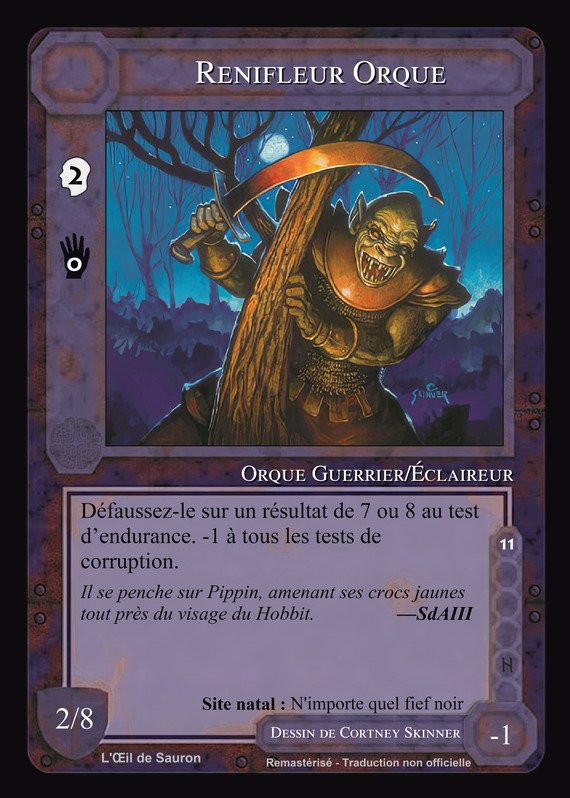 Renifleur Orque
2
0
SKINNER
Orque Guerrier/Éclaireur
Défaussez-le sur un résultat de 7 ou 8 au test
d'endurance. -1 à tous les tests de
corruption.
11
Il se penche sur Pippin, amenant ses crocs jaunes
tout près du visage du Hobbit. —SdAIII
Site natal : N'importe quel fief noir
2/8
Dessin de Cortney Skinner
-1
L'Œil de Sauron
Remastérisé - Traduction non officielle